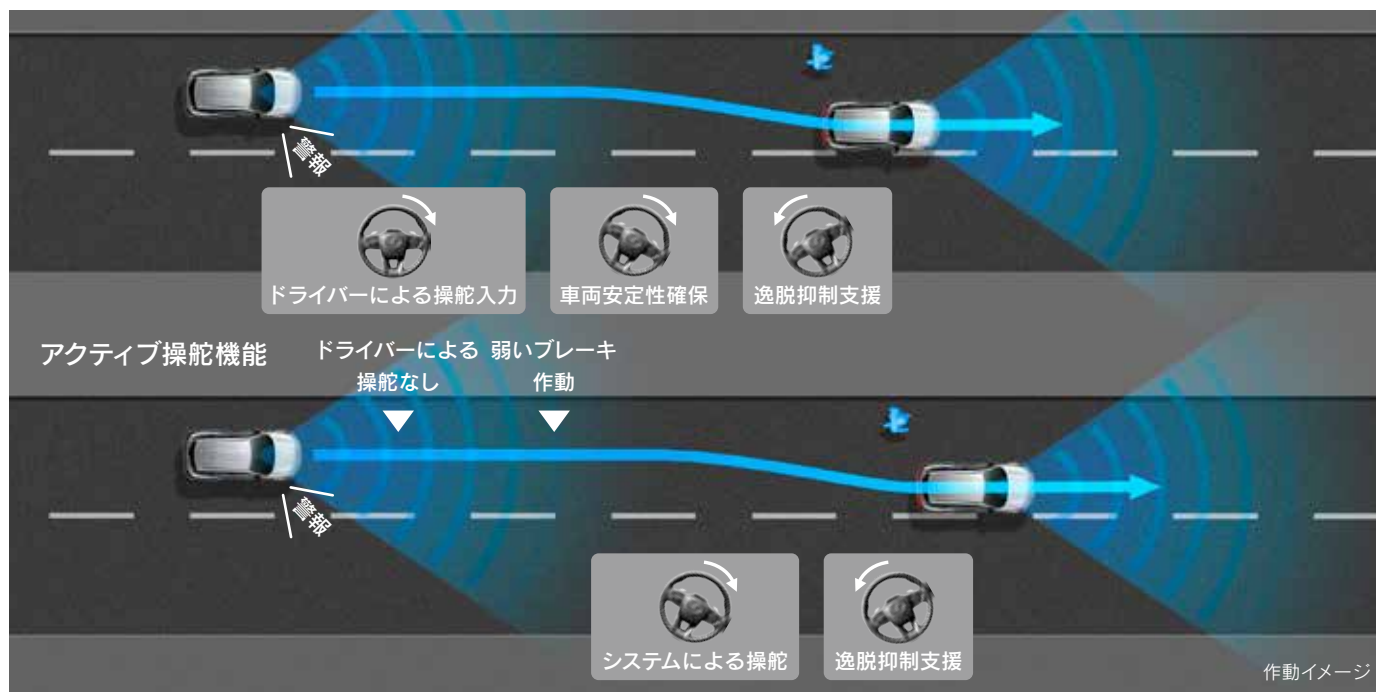 警報
ドライバーによる操舵入力
車両安定性確保
逸脱抑制支援
アクティブ操舵機能
ドライバーによる
操舵なし
弱いブレーキ
作動
警報
システムによる操舵
逸脱抑制支援
作動イメージ